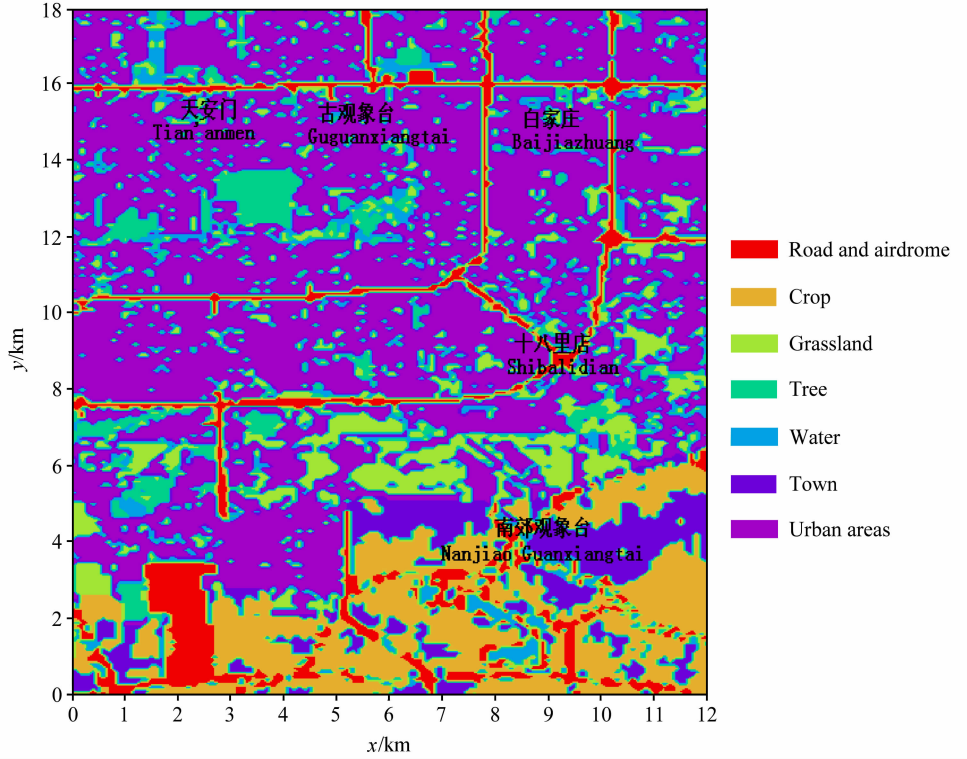 18
16
14
12
10
8
6
4
2
0
y/km
天安门
Tian'anmen
古观象台
Guguanxiangtai
白家庄
Baijiazhuang
十八里店
Shibalidian
南郊观象台
Nanjiao Guanxiangtai
0 1 2 3 4 5 6 7 8 9 10 11 12
x/km
Road and airdrome
Crop
Grassland
Tree
Water
Town
Urban areas